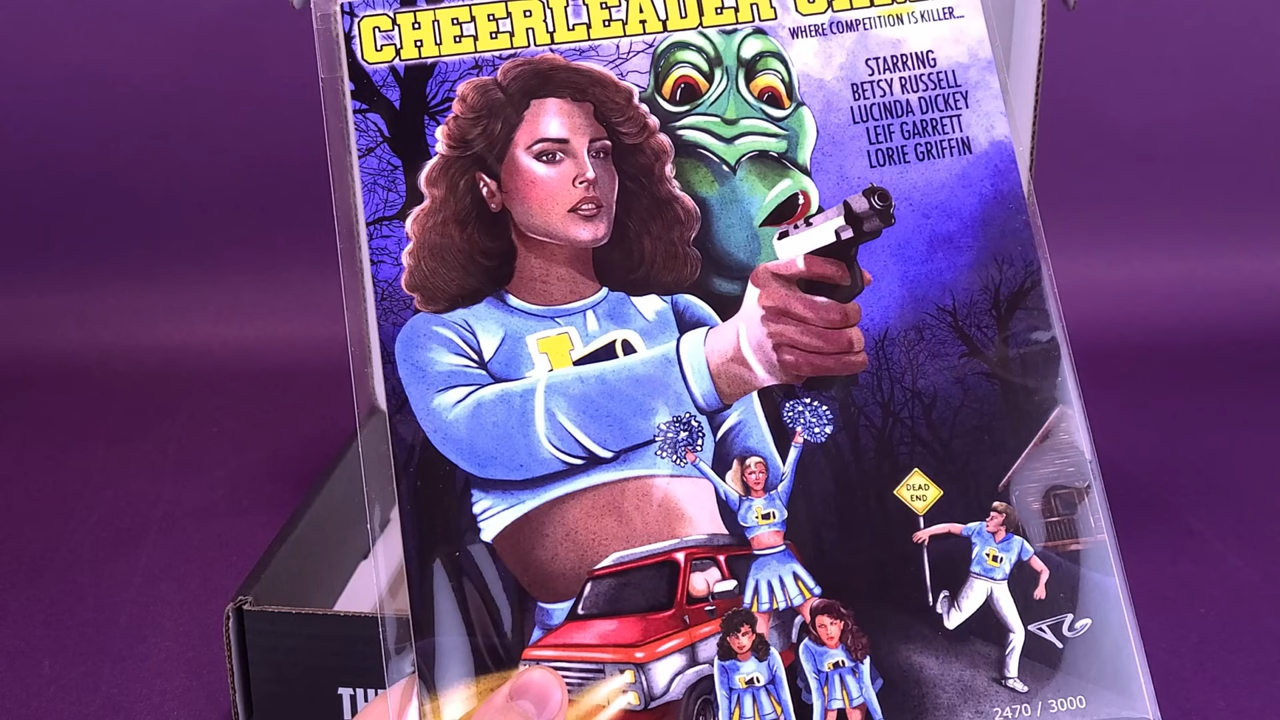 CHEERLEADER
WHERE COMPETITION IS KILLER...
STARRING
BETSY RUSSELL
LUCINDA DICKEY
LEIF GARRETT
LORIE GRIFFIN
L
L
DEAD
END
L
L
L
2470 / 3000